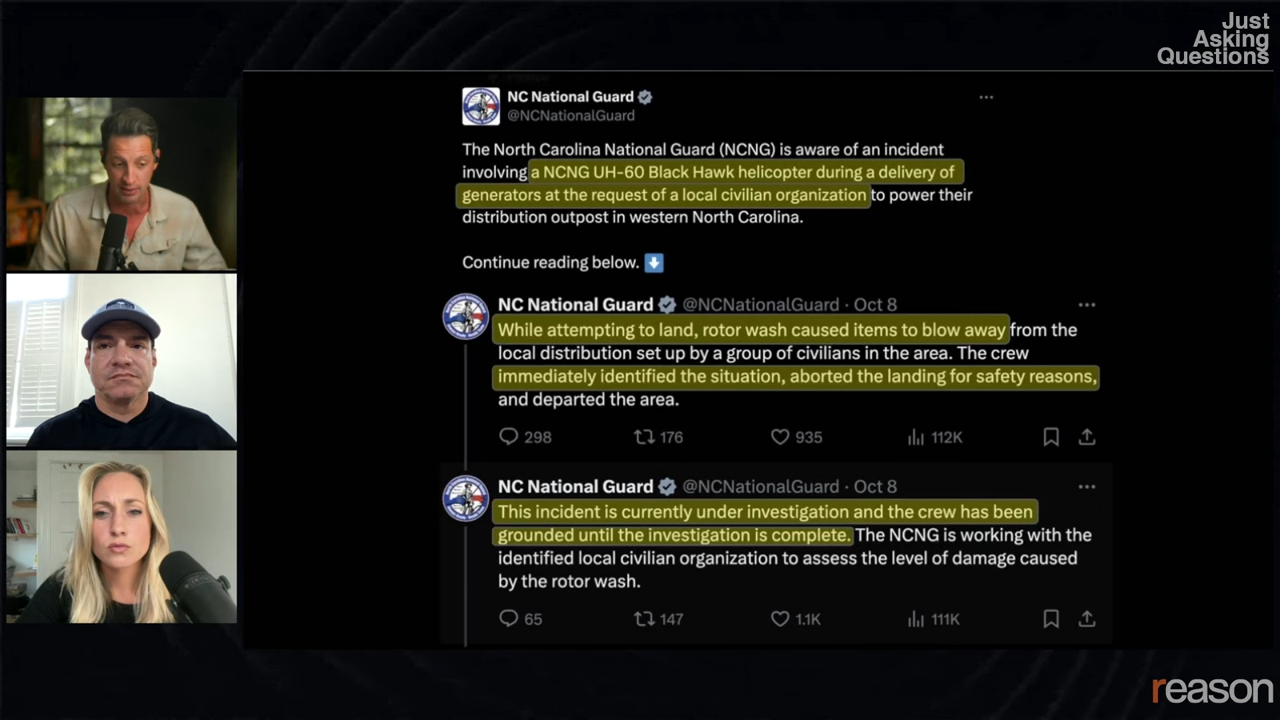 Just
Asking
Questions
NC National Guard
@NCNationalGuard
The North Carolina National Guard (NCNG) is aware of an incident
involving a NCNG UH-60 Black Hawk helicopter during a delivery of
generators at the request of a local civilian organization to power their
distribution outpost in western North Carolina.
Continue reading below. ⬇️
NC National Guard @NCNationalGuard · Oct 8
While attempting to land, rotor wash caused items to blow away from the
local distribution set up by a group of civilians in the area. The crew
immediately identified the situation, aborted the landing for safety reasons,
and departed the area.
298 176 935 112K
NC National Guard @NCNationalGuard · Oct 8
This incident is currently under investigation and the crew has been
grounded until the investigation is complete. The NCNG is working with the
identified local civilian organization to assess the level of damage caused
by the rotor wash.
65 147 1.1K 111K
reason